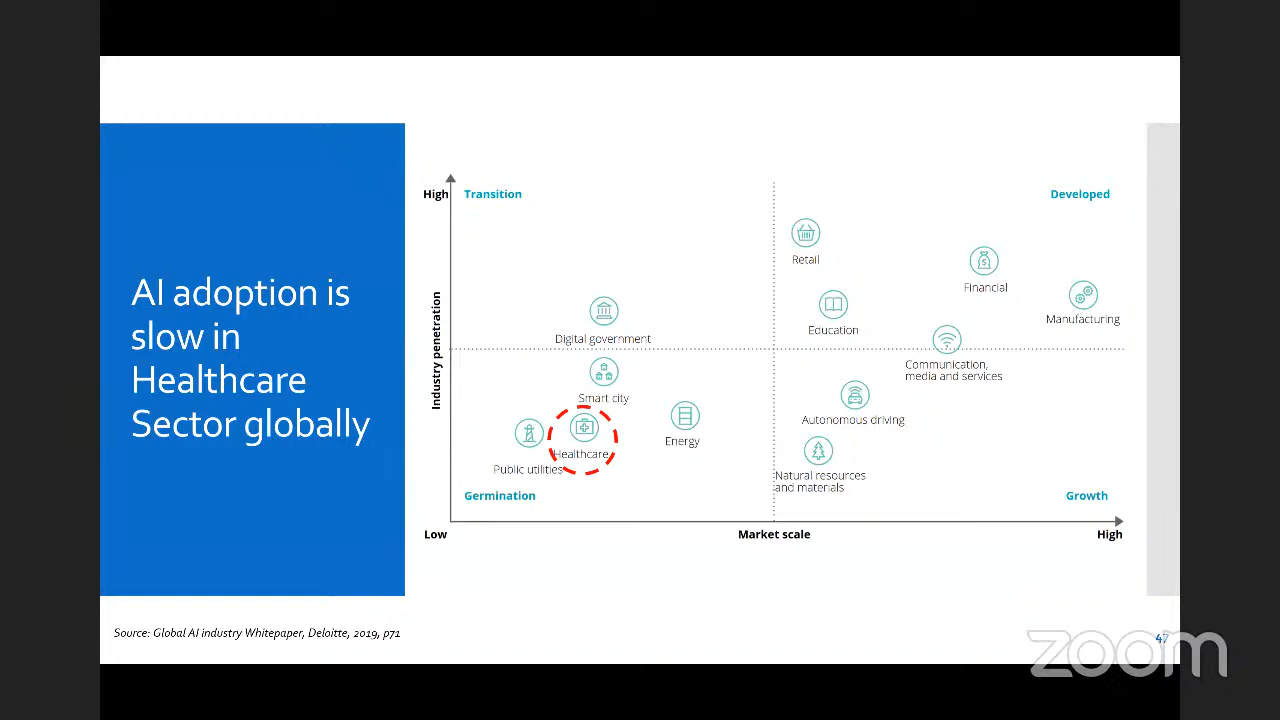 AI adoption is
slow in
Healthcare
Sector globally
High
Transition
Developed
Retail
Financial
Manufacturing
Education
Digital government
Communication,
media and services
Smart city
Autonomous driving
Energy
Healthcare
Public utilities
Natural resources
and materials
Germination
Growth
Industry penetration
Low
Market scale
High
Source: Global AI industry Whitepaper, Deloitte, 2019, p71
47
zoom